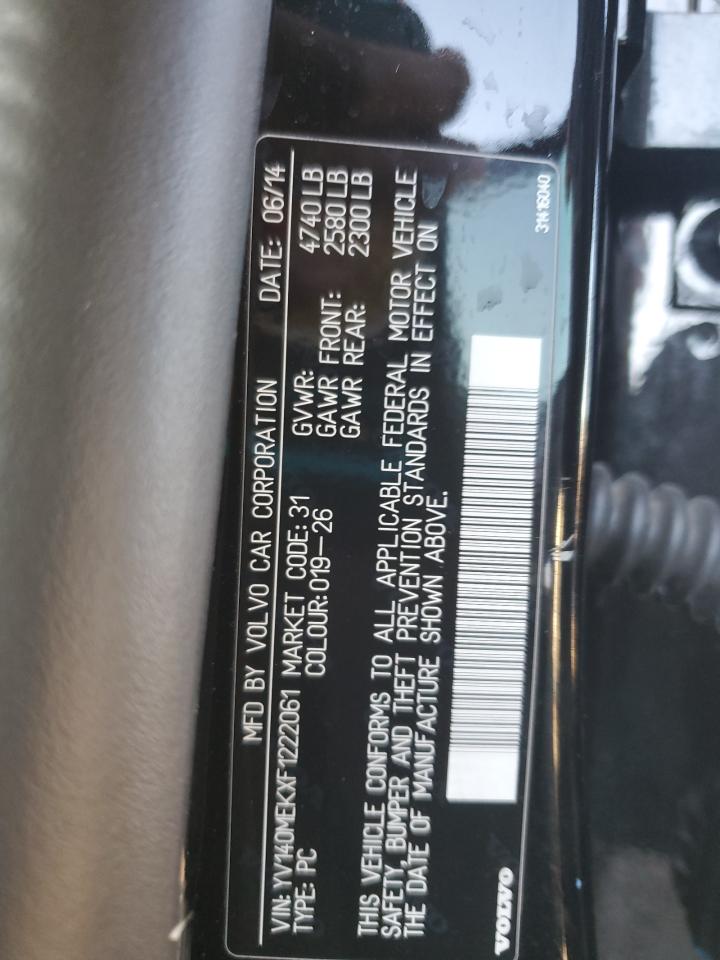 MFD BY VOLVO CAR CORPORATION DATE: 06/14
VIN: YV140MEKXF1222061 MARKET CODE: 31 GVWR: 4740 LB
TYPE: PC COLOUR: 019-26 GAWR FRONT: 2580 LB
GAWR REAR: 2300 LB
THIS VEHICLE CONFORMS TO ALL APPLICABLE FEDERAL MOTOR VEHICLE
SAFETY, BUMPER AND THEFT PREVENTION STANDARDS IN EFFECT ON
THE DATE OF MANUFACTURE SHOWN ABOVE.
VOLVO
31416040